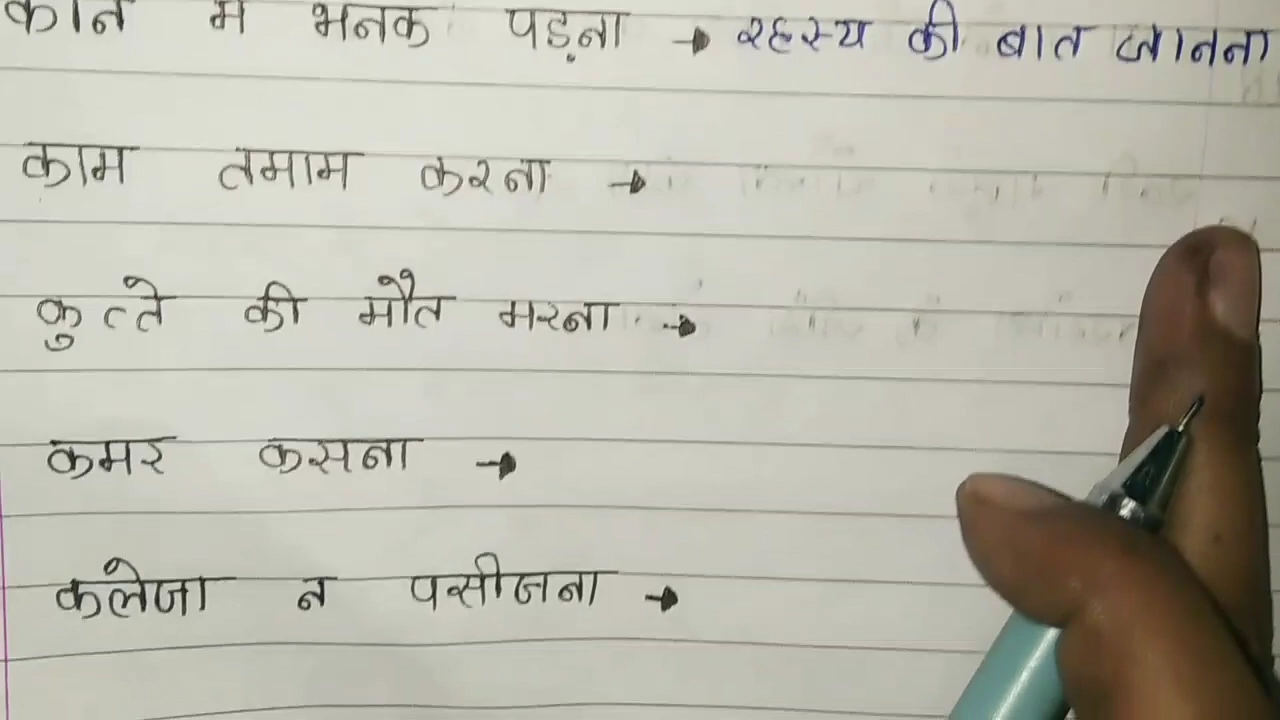 कान में भनक पड़ना → रहस्य की बात जानना
काम तमाम करना →
कुत्ते की मौत मरना →
कमर कसना →
कलेजा न पसीजना →